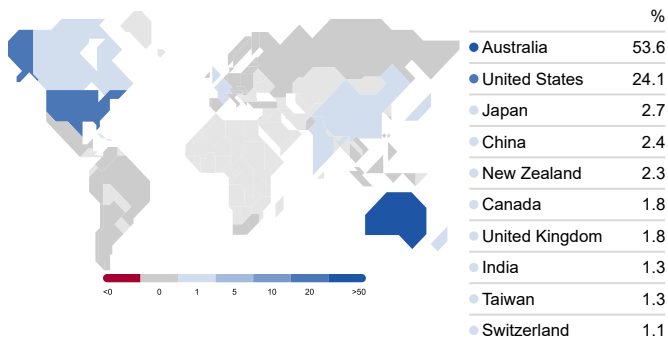 %
Australia 53.6
United States 24.1
Japan 2.7
China 2.4
New Zealand 2.3
Canada 1.8
United Kingdom 1.8
India 1.3
Taiwan 1.3
Switzerland 1.1
<0 0 1 5 10 20 >50